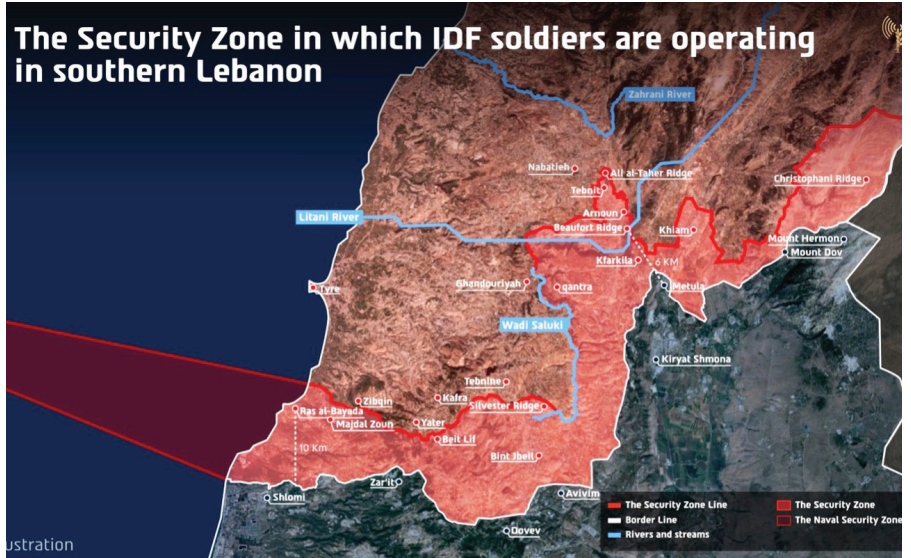 The Security Zone in which IDF soldiers are operating
in southern Lebanon
Zahrani River
Nabatieh
Ali al-Taher Ridge
Christophani Ridge
Tebnit
Arnoun
Litani River
Beaufort Ridge
Khiam
Mount Hermon
Mount Dov
Kfarkila
6 KM
Ghandouriyah
qantra
Metula
Tyre
Wadi Saluki
Kiryat Shmona
Tebnine
Zibqin
Kafra
Silvester Ridge
Ras al-Bayada
Majdal Zoun
Yater
Beit Lif
10 Km
Bint Jbeil
Zar'it
Shlomi
Avivim
Dovev
The Security Zone Line
The Security Zone
Border Line
The Naval Security Zone
Rivers and streams
ustration